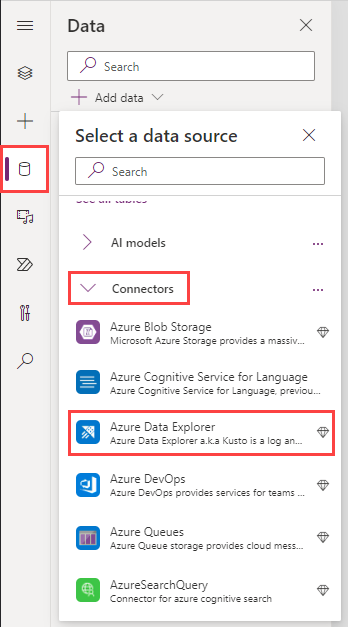 Data
Search
Add data
Select a data source
Search
See all tables
AI models
Connectors
Azure Blob Storage
Microsoft Azure Storage provides a massiv...
Azure Cognitive Service for Language
Azure Cognitive Service for Language, previou...
Azure Data Explorer
Azure Data Explorer a.k.a Kusto is a log an...
Azure DevOps
Azure DevOps provides services for teams ...
Azure Queues
Azure Queue storage provides cloud mess...
AzureSearchQuery
Connector for azure cognitive search